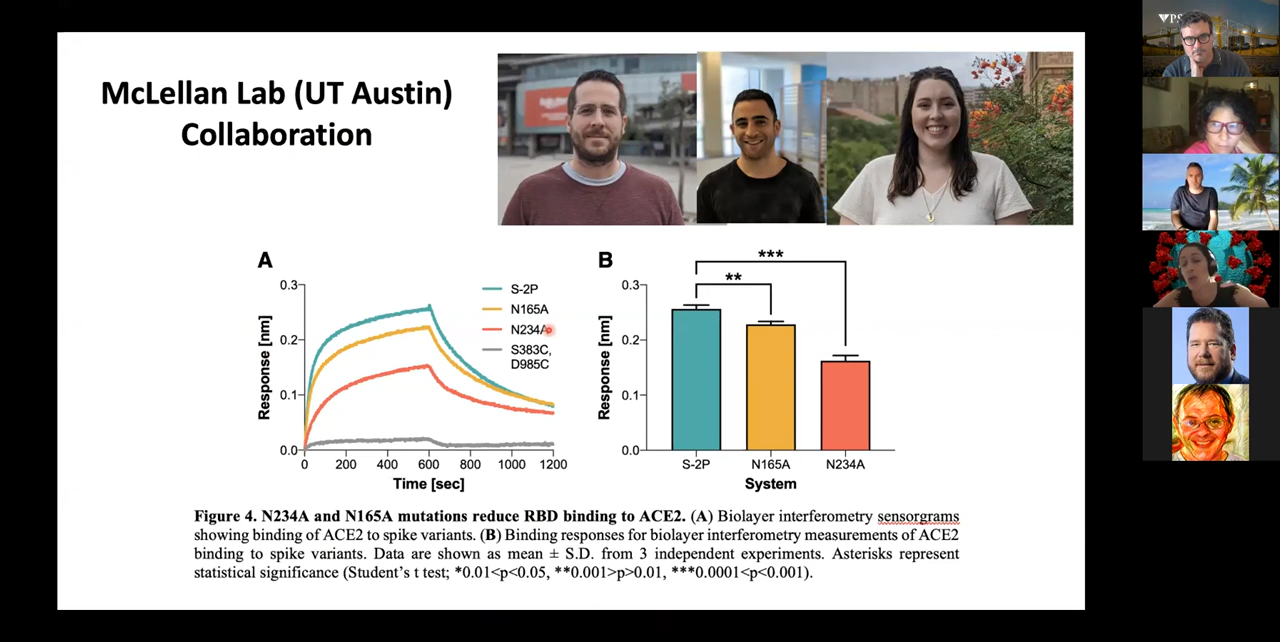 McLellan Lab (UT Austin)
Collaboration
A
Response [nm]
0.3
0.2
0.1
0.0
0 200 400 600 800 1000 1200
Time [sec]
S-2P
N165A
N234A
S383C,
D985C
B
Response [nm]
0.3
0.2
0.1
0.0
**
***
S-2P N165A N234A
System
Figure 4. N234A and N165A mutations reduce RBD binding to ACE2. (A) Biolayer interferometry sensorgrams
showing binding of ACE2 to spike variants. (B) Binding responses for biolayer interferometry measurements of ACE2
binding to spike variants. Data are shown as mean ± S.D. from 3 independent experiments. Asterisks represent
statistical significance (Student’s t test; *0.01<p<0.05, **0.001>p>0.01, ***0.0001<p<0.001).